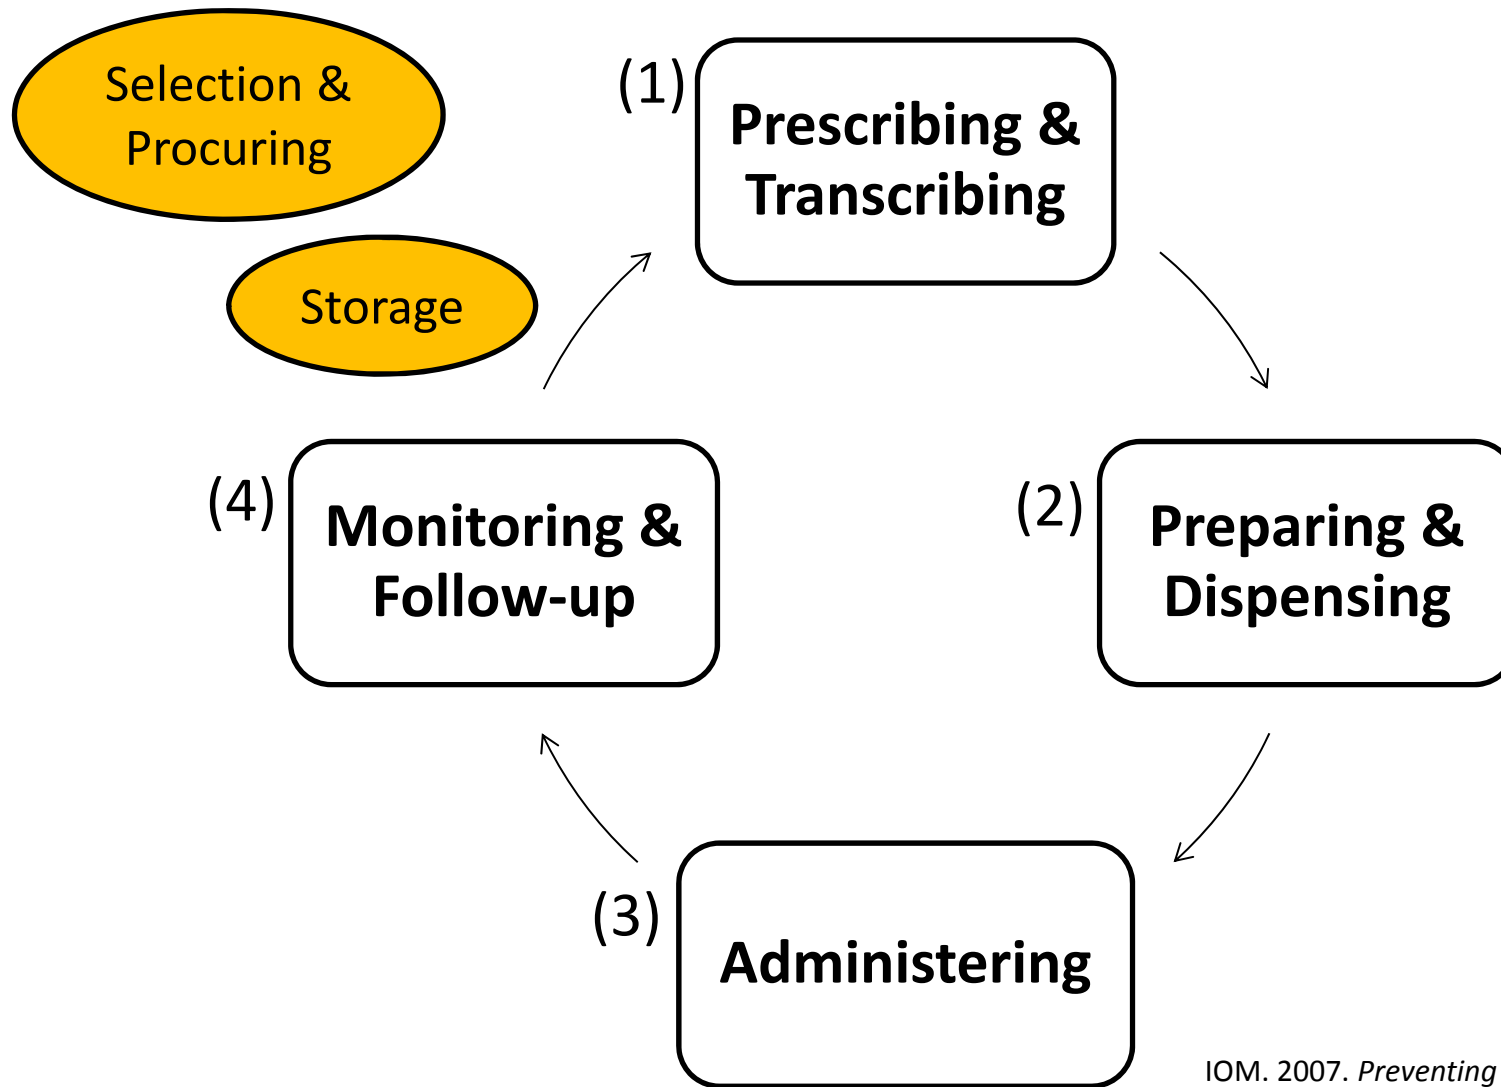 Selection &
Procuring
Storage
(1)
Prescribing &
Transcribing
(2)
Preparing &
Dispensing
(3)
Administering
(4)
Monitoring &
Follow-up
IOM. 2007. Preventing